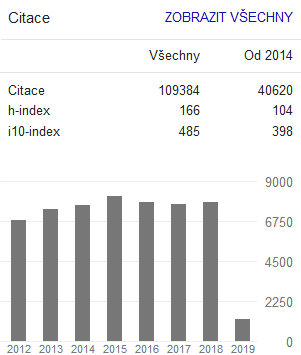 Citace ZOBRAZIT VŠECHNY
Všechny Od 2014
Citace 109384 40620
h-index 166 104
i10-index 485 398
9000
6750
4500
2250
0
2012 2013 2014 2015 2016 2017 2018 2019